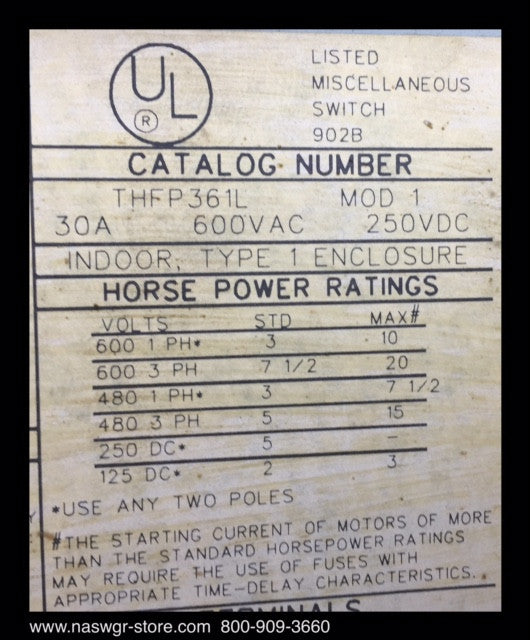 UL
®
LISTED
MISCELLANEOUS
SWITCH
902B
CATALOG NUMBER
THFP361L MOD 1
30A 600VAC 250VDC
INDOOR, TYPE 1 ENCLOSURE
HORSE POWER RATINGS
VOLTS STD MAX#
600 1 PH* 3 10
600 3 PH 7 1/2 20
480 1 PH* 3 7 1/2
480 3 PH 5 15
250 DC* 5 –
125 DC* 2 3
*USE ANY TWO POLES
#THE STARTING CURRENT OF MOTORS OF MORE
THAN THE STANDARD HORSEPOWER RATINGS
MAY REQUIRE THE USE OF FUSES WITH
APPROPRIATE TIME-DELAY CHARACTERISTICS.
TERMINALS
www.naswgr-store.com 800-909-3660